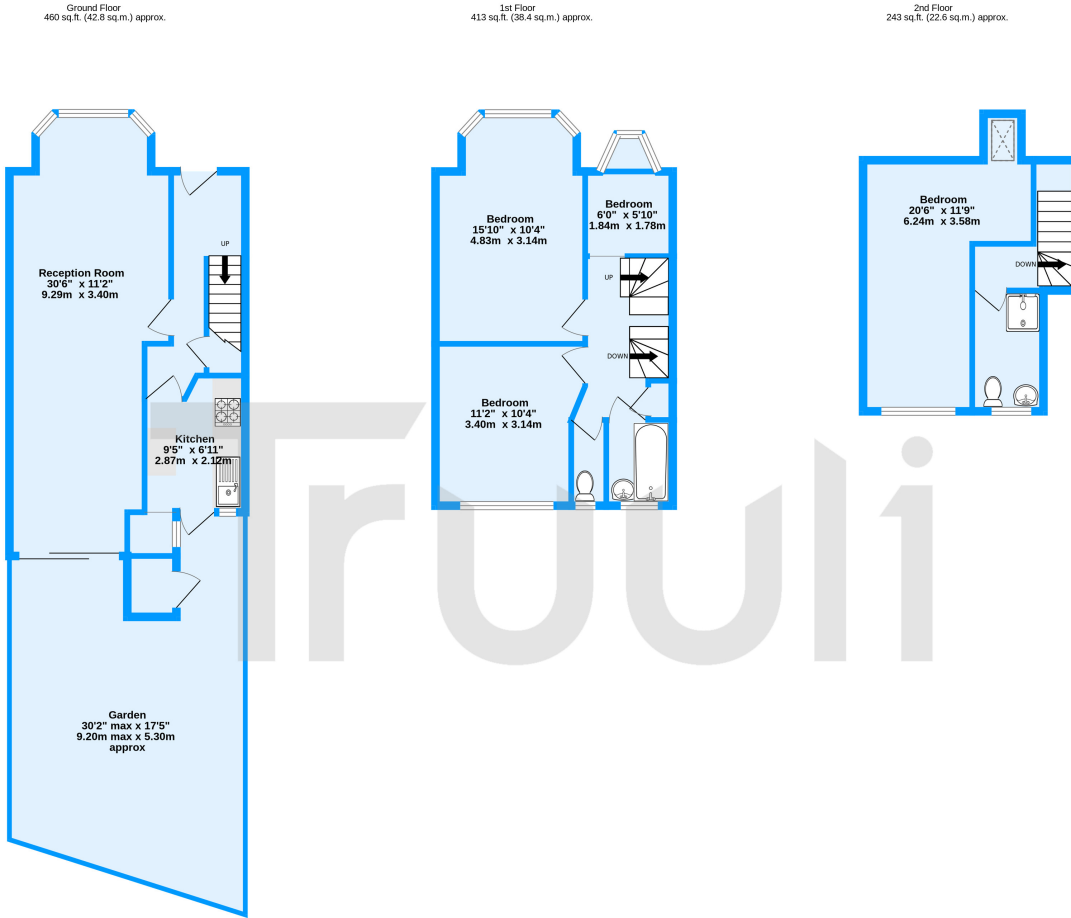 Ground Floor
460 sq.ft. (42.8 sq.m.) approx.
1st Floor
413 sq.ft. (38.4 sq.m.) approx.
2nd Floor
243 sq.ft. (22.6 sq.m.) approx.
UP
Reception Room
30'6" x 11'2"
9.29m x 3.40m
Kitchen
9'5" x 6'11"
2.87m x 2.12m
Garden
30'2" max x 17'5"
9.20m max x 5.30m
approx
Bedroom
15'10" x 10'4"
4.83m x 3.14m
Bedroom
6'0" x 5'10"
1.84m x 1.78m
UP
DOWN
Bedroom
11'2" x 10'4"
3.40m x 3.14m
Bedroom
20'6" x 11'9"
6.24m x 3.58m
DOWN
Truuli